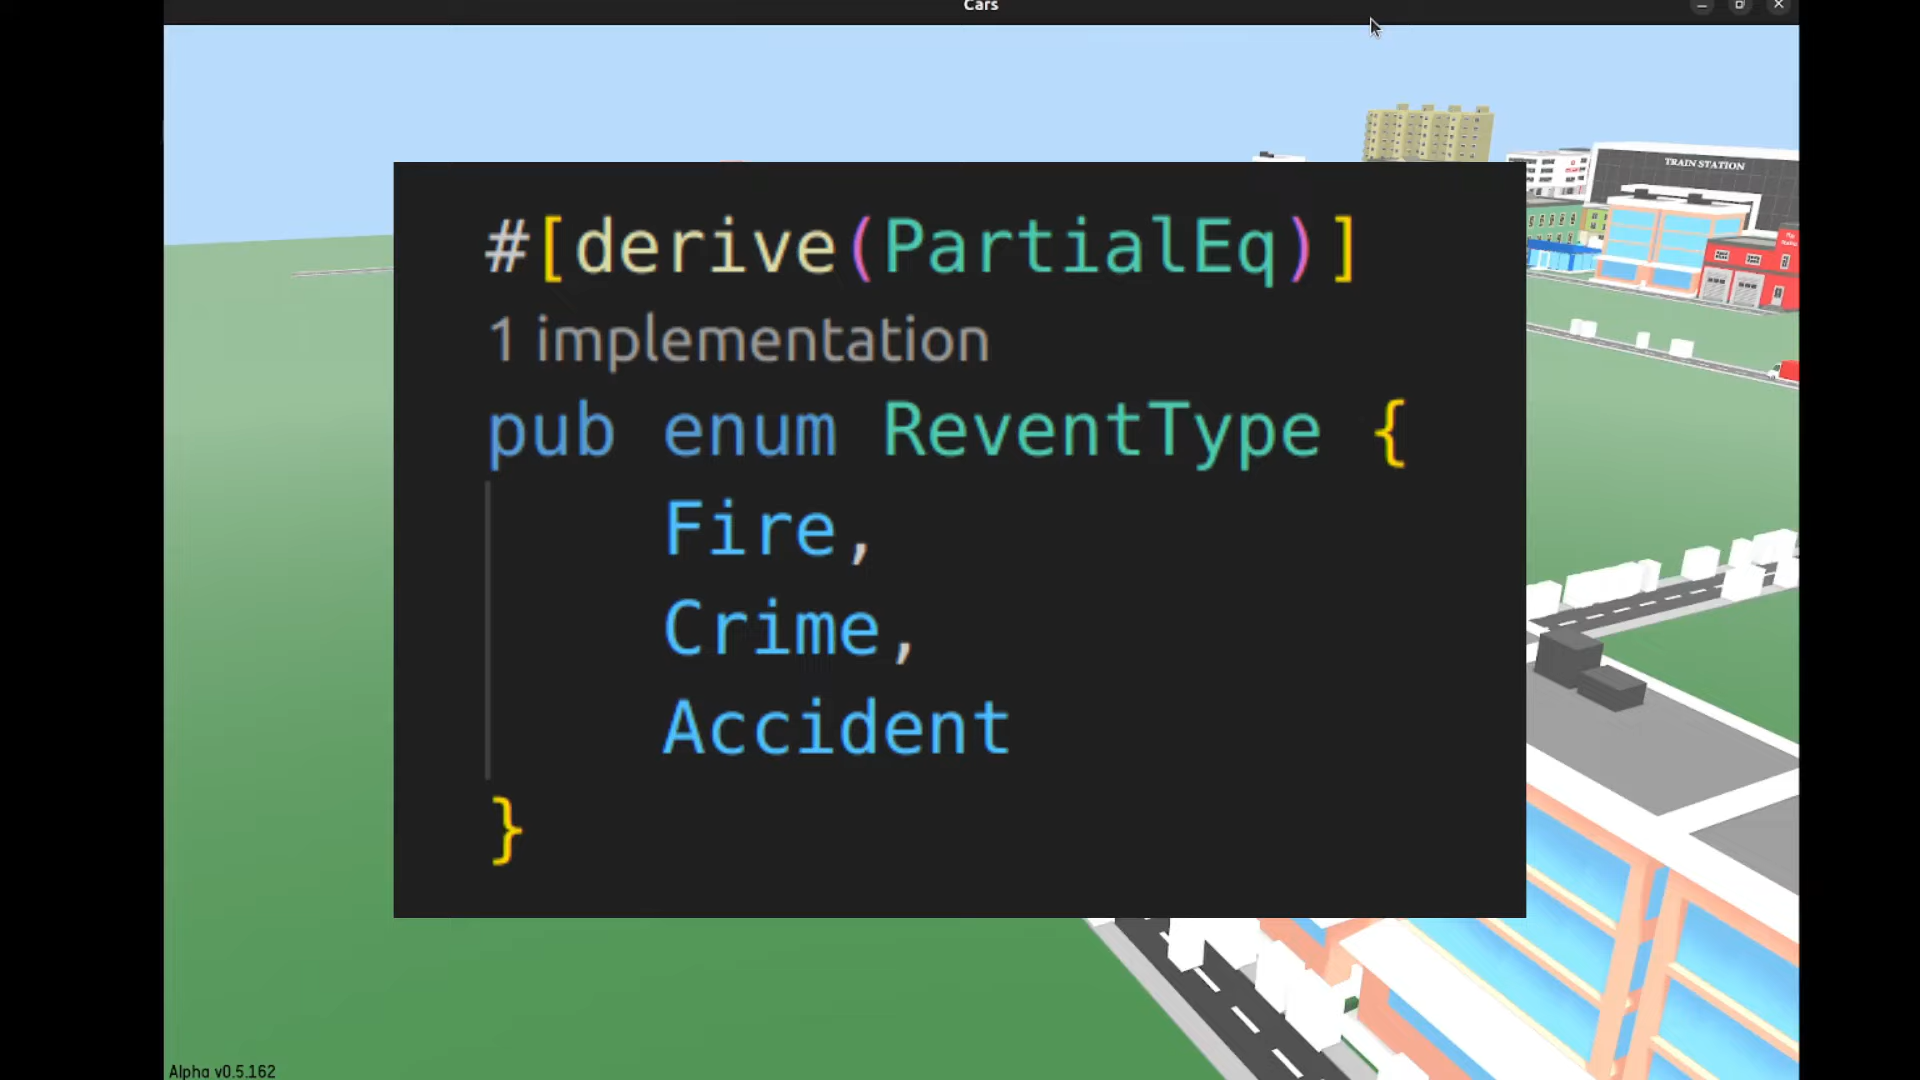 Cars
TRAIN STATION
#[derive(PartialEq)]
1 implementation
pub enum ReventType {
Fire,
Crime,
Accident
}
Alpha v0.5.162